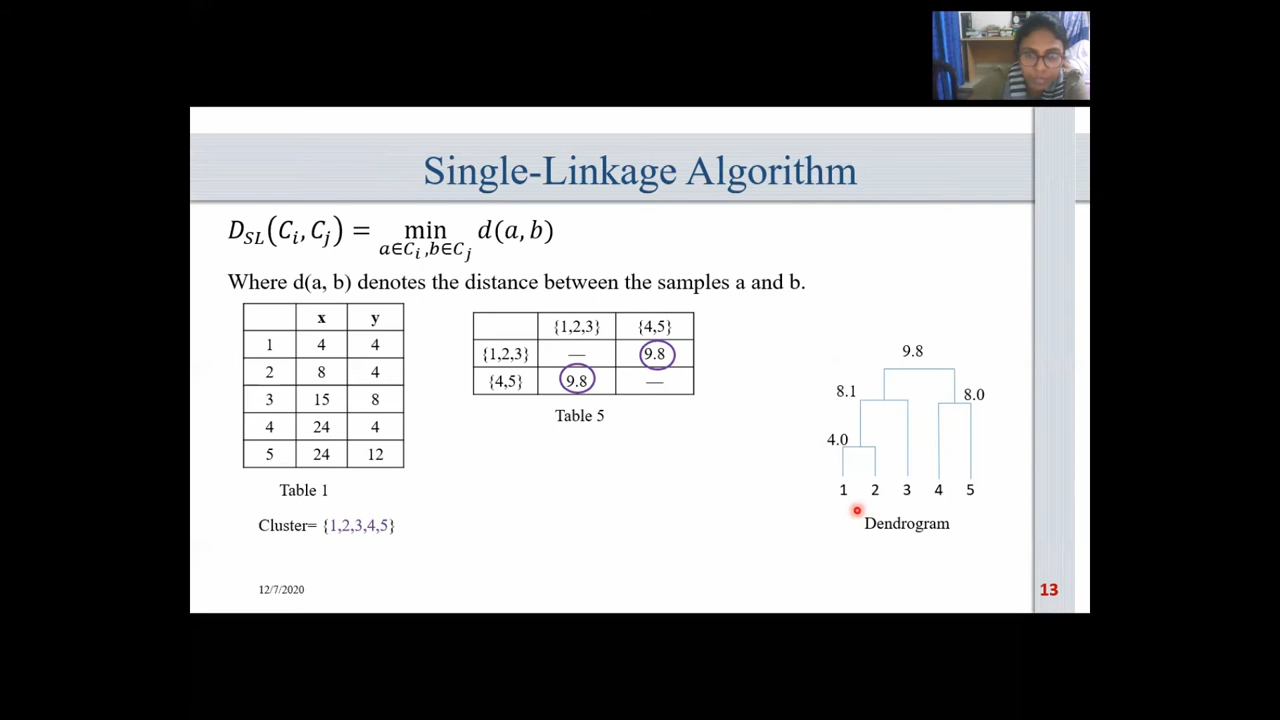 Single-Linkage Algorithm
D_SL(C_i, C_j) = min_{a∈C_i, b∈C_j} d(a, b)
Where d(a, b) denotes the distance between the samples a and b.
x y
1 4 4
2 8 4
3 15 8
4 24 4
5 24 12
Table 1
Cluster= {1,2,3,4,5}
{1,2,3} {4,5}
{1,2,3} — 9.8
{4,5} 9.8 —
Table 5
9.8
8.1 8.0
4.0
1 2 3 4 5
Dendrogram
12/7/2020
13